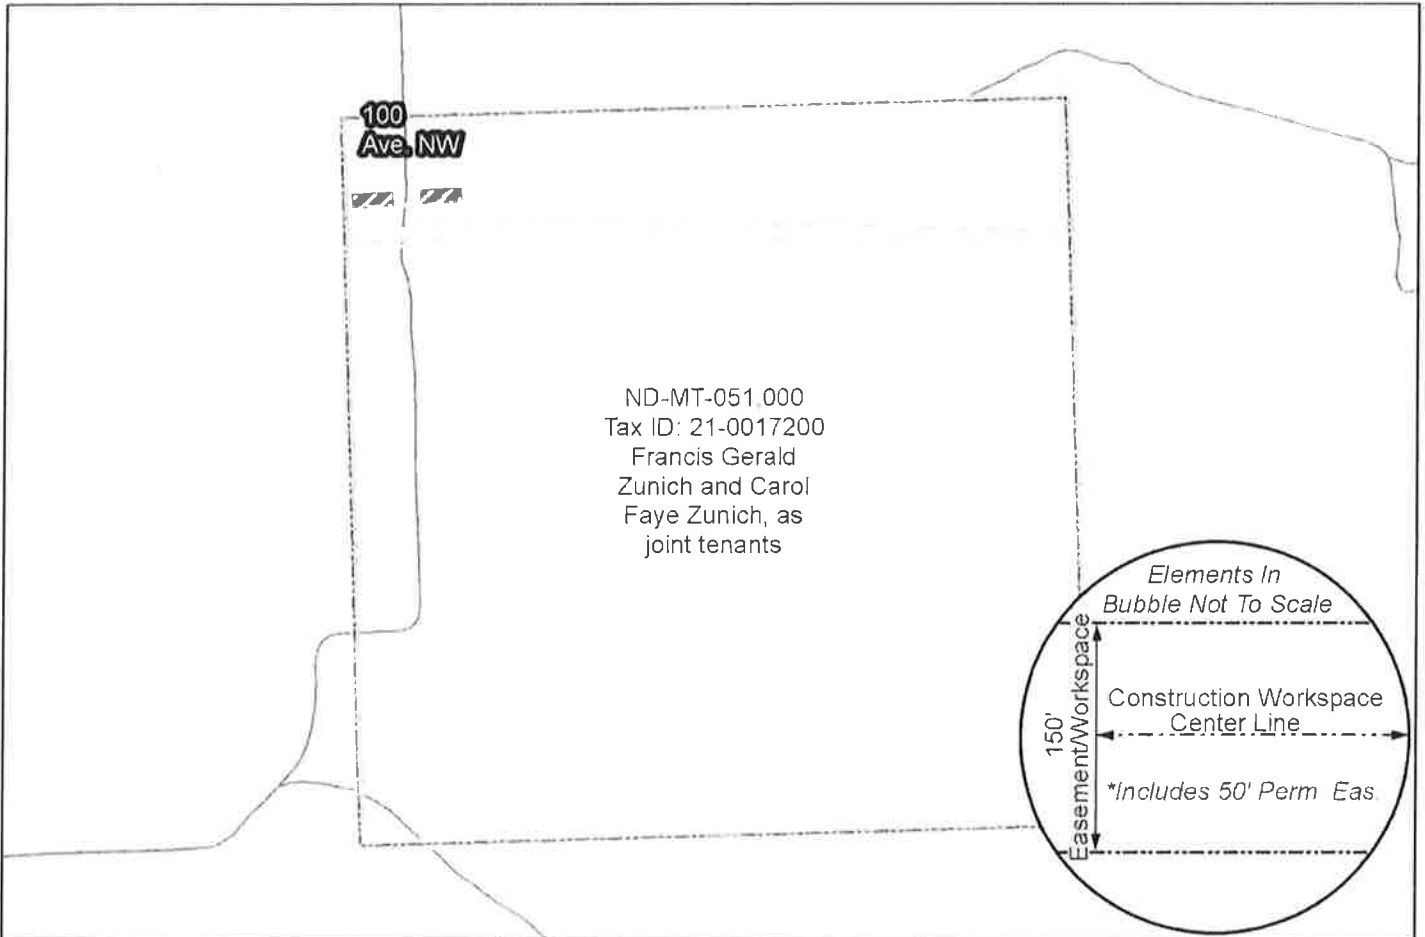 100
Ave. NW
ND-MT-051.000
Tax ID: 21-0017200
Francis Gerald
Zunich and Carol
Faye Zunich, as
joint tenants
Elements In
Bubble Not To Scale
150'
Easement/Workspace
Construction Workspace
Center Line
*Includes 50' Perm Eas.